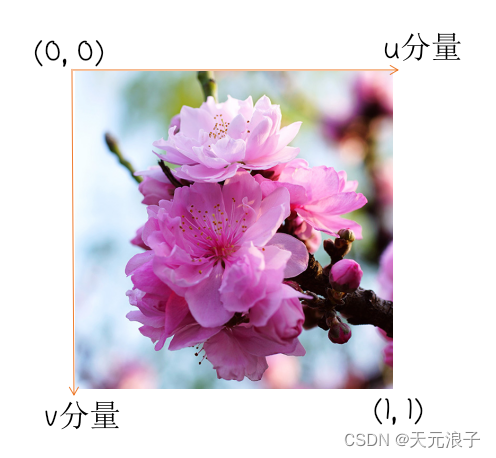 (0, 0)
u分量
v分量
(1, 1)
CSDN @天元浪子